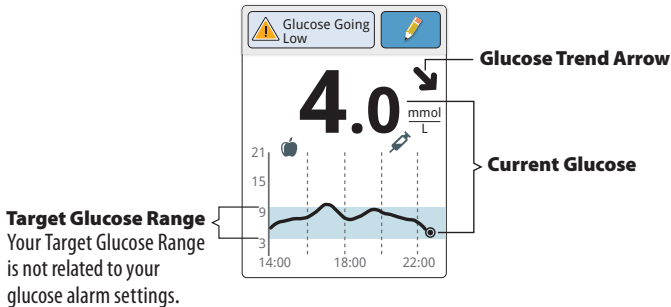 Glucose Going
Low
Glucose Trend Arrow
4.0 mmol
L
Current Glucose
21
15
9
3
14:00 18:00 22:00
Target Glucose Range
Your Target Glucose Range
is not related to your
glucose alarm settings.